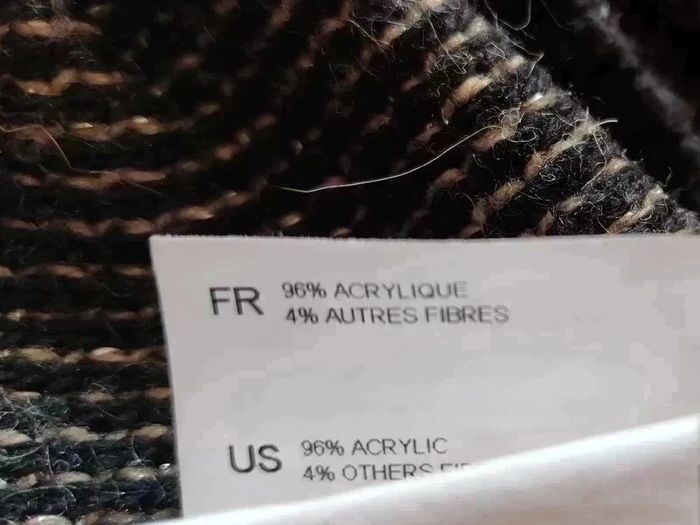 FR 96% ACRYLIQUE
4% AUTRES FIBRES
US 96% ACRYLIC
4% OTHERS